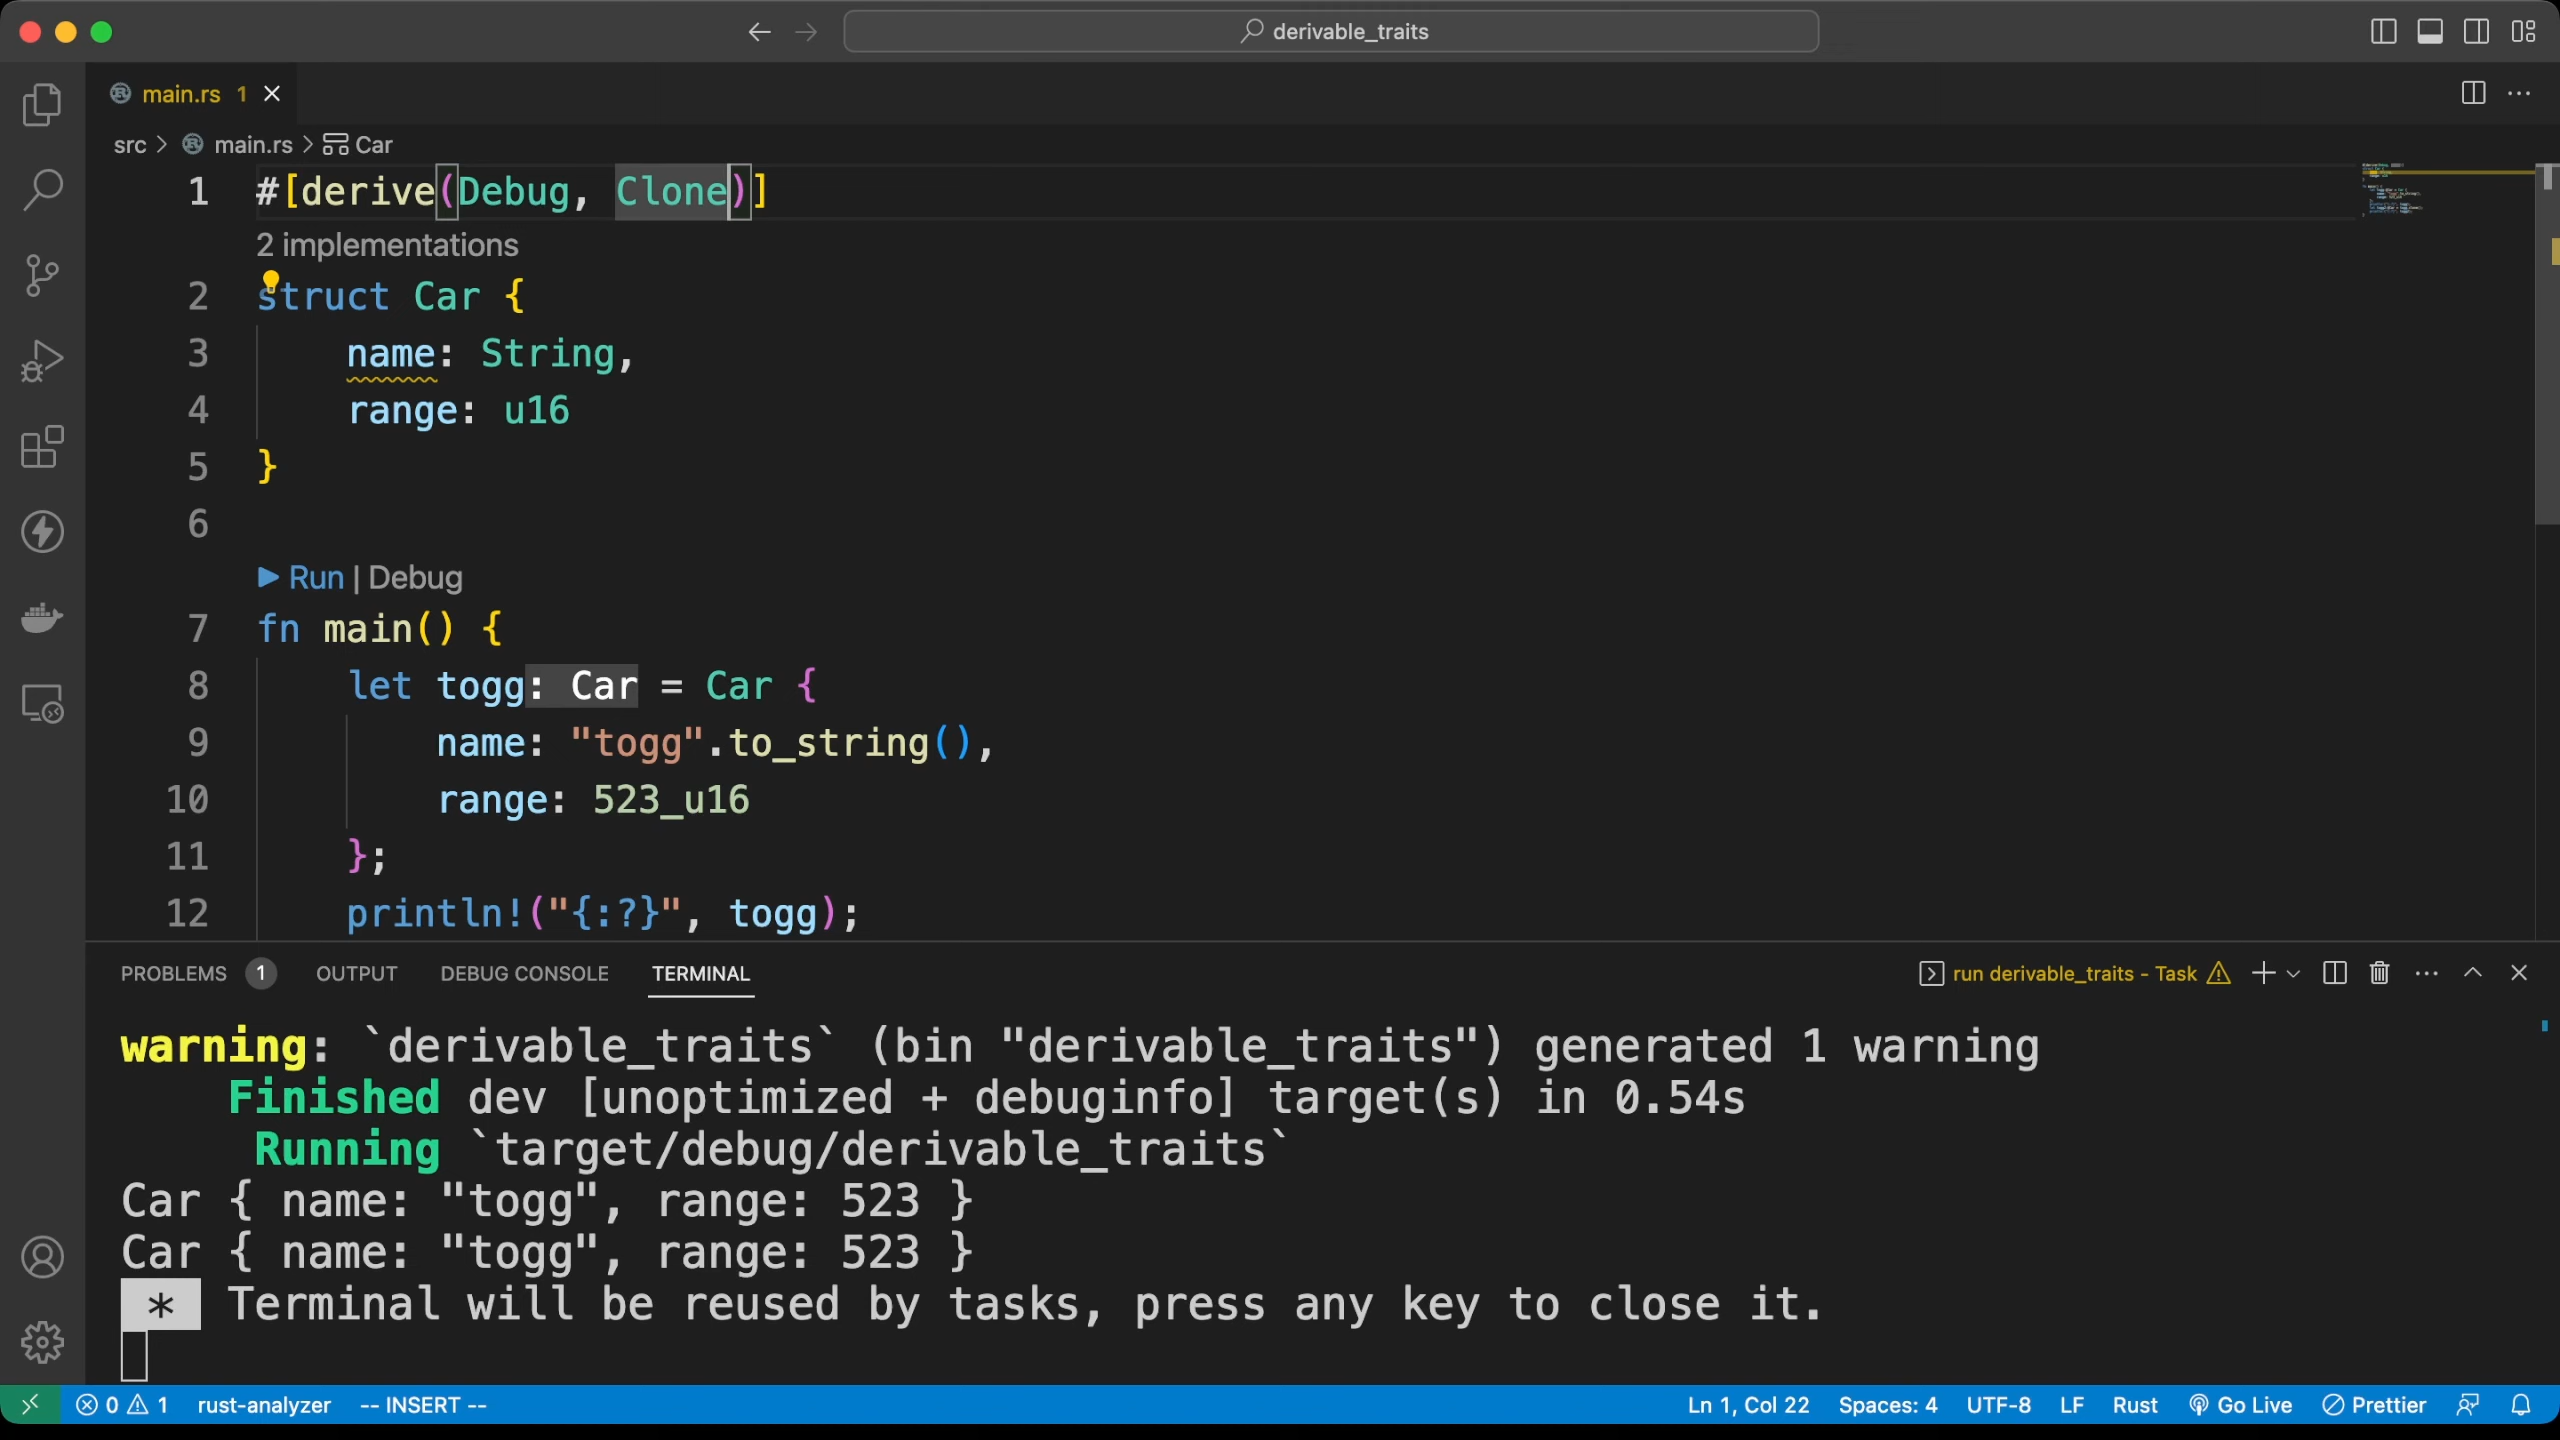 derivable_traits
main.rs 1
src > main.rs > Car
1 #[derive(Debug, Clone)]
2 implementations
2 struct Car {
3 name: String,
4 range: u16
5 }
6
Run | Debug
7 fn main() {
8 let togg: Car = Car {
9 name: "togg".to_string(),
10 range: 523_u16
11 };
12 println!("{:?}", togg);
PROBLEMS 1 OUTPUT DEBUG CONSOLE TERMINAL run derivable_traits - Task
warning: `derivable_traits` (bin "derivable_traits") generated 1 warning
Finished dev [unoptimized + debuginfo] target(s) in 0.54s
Running `target/debug/derivable_traits`
Car { name: "togg", range: 523 }
Car { name: "togg", range: 523 }
* Terminal will be reused by tasks, press any key to close it.
0 1 rust-analyzer -- INSERT -- Ln 1, Col 22 Spaces: 4 UTF-8 LF Rust Go Live Prettier